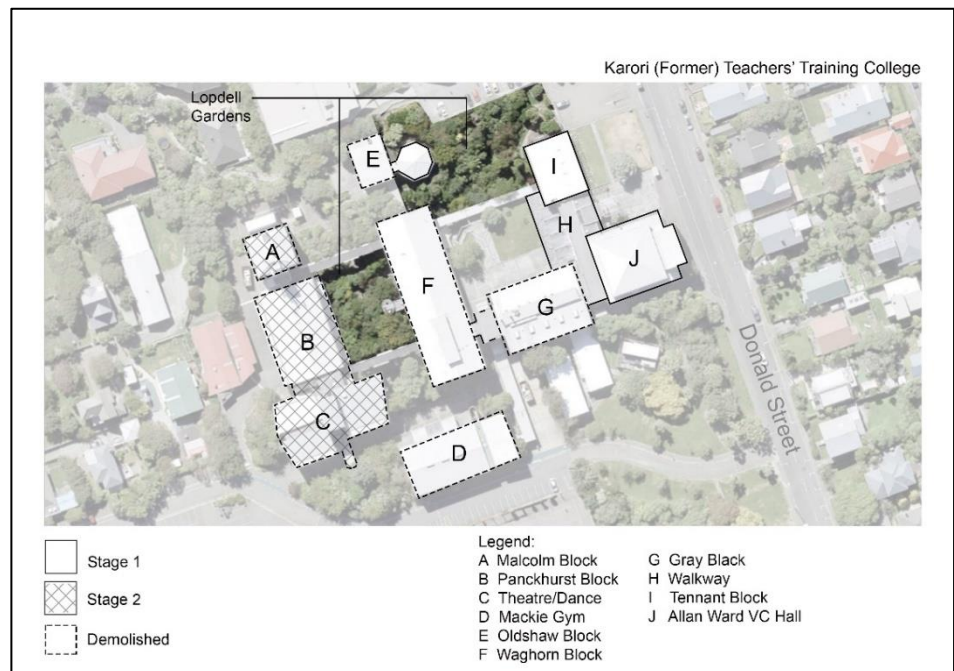 Karori (Former) Teachers' Training College
Lopdell
Gardens
E
I
A
H
F
J
B
G
C
D
Donald Street
Stage 1
Stage 2
Demolished
Legend:
A Malcolm Block
B Panckhurst Block
C Theatre/Dance
D Mackie Gym
E Oldshaw Block
F Waghorn Block
G Gray Black
H Walkway
I Tennant Block
J Allan Ward VC Hall